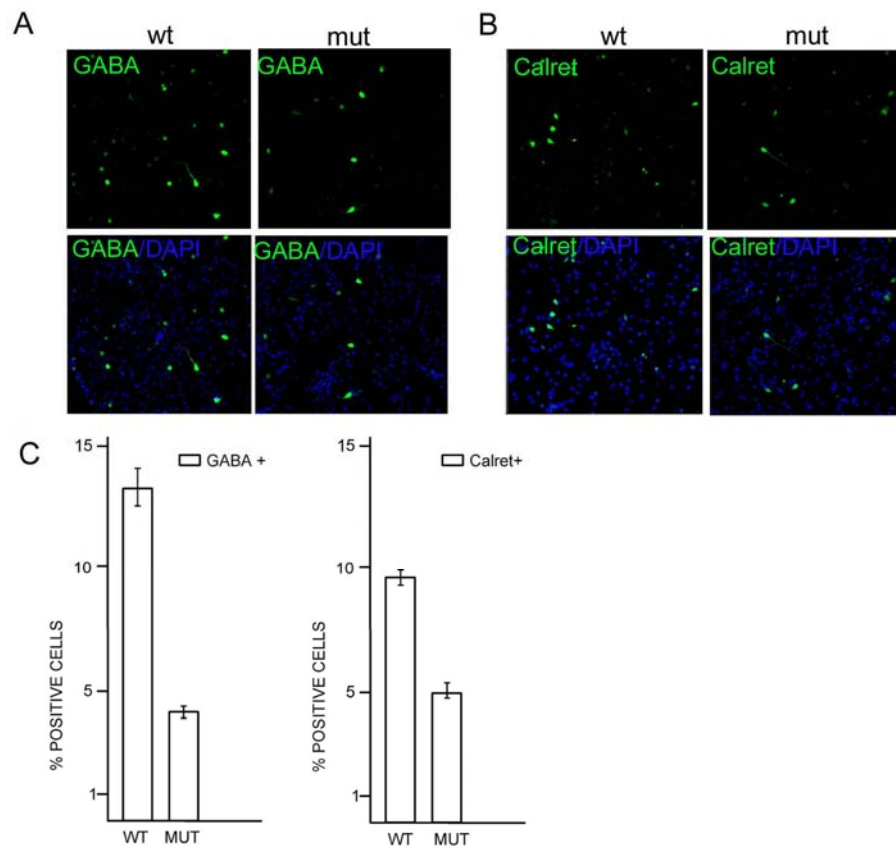 A
wt
mut
GABA
GABA
GABA/DAPI
GABA/DAPI
B
wt
mut
Calret
Calret
Calret/DAPI
Calret/DAPI
C
15
10
5
1
% POSITIVE CELLS
GABA +
WT MUT
15
10
5
1
% POSITIVE CELLS
Calret+
WT MUT